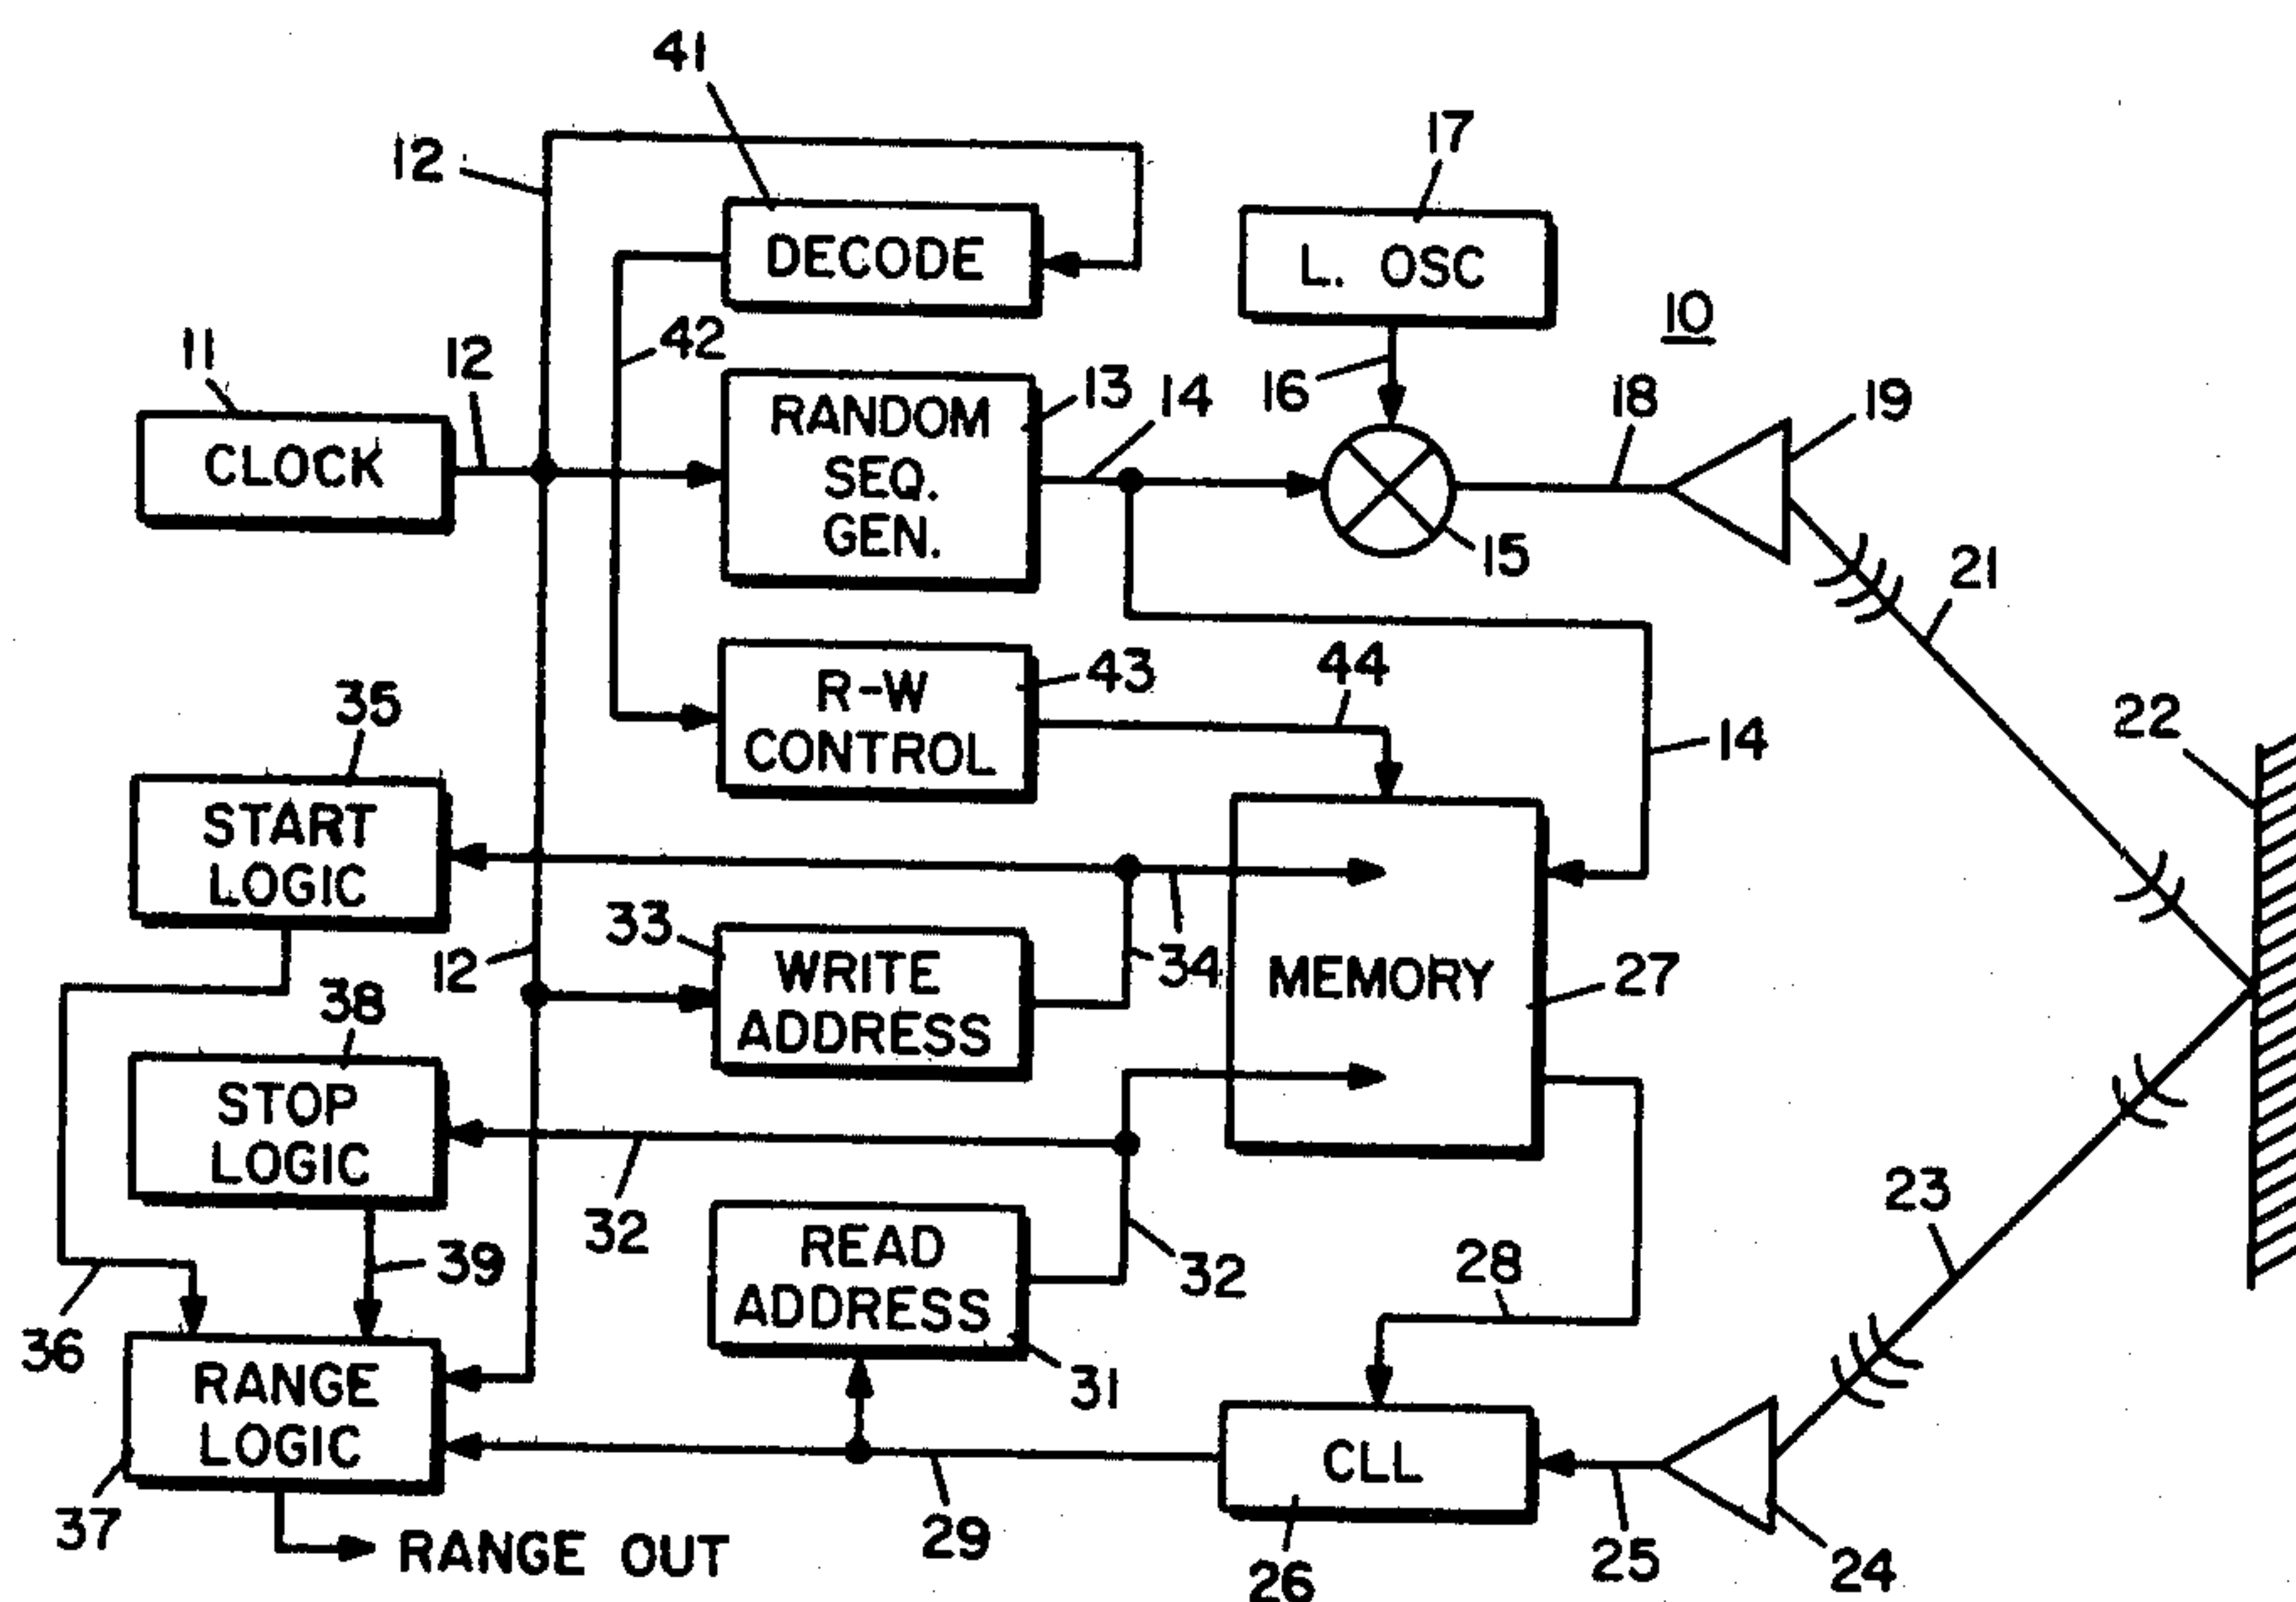 41
12
17
DECODE
L. OSC
10
42
11
12
13
14
16
18
19
RANDOM
SEQ.
GEN.
CLOCK
15
21
R-W
CONTROL
43
44
35
14
22
START
LOGIC
33
34
WRITE
ADDRESS
MEMORY
27
12
38
STOP
LOGIC
32
READ
ADDRESS
32
23
28
39
36
31
RANGE
LOGIC
CLL
37
RANGE OUT
29
26
25
24